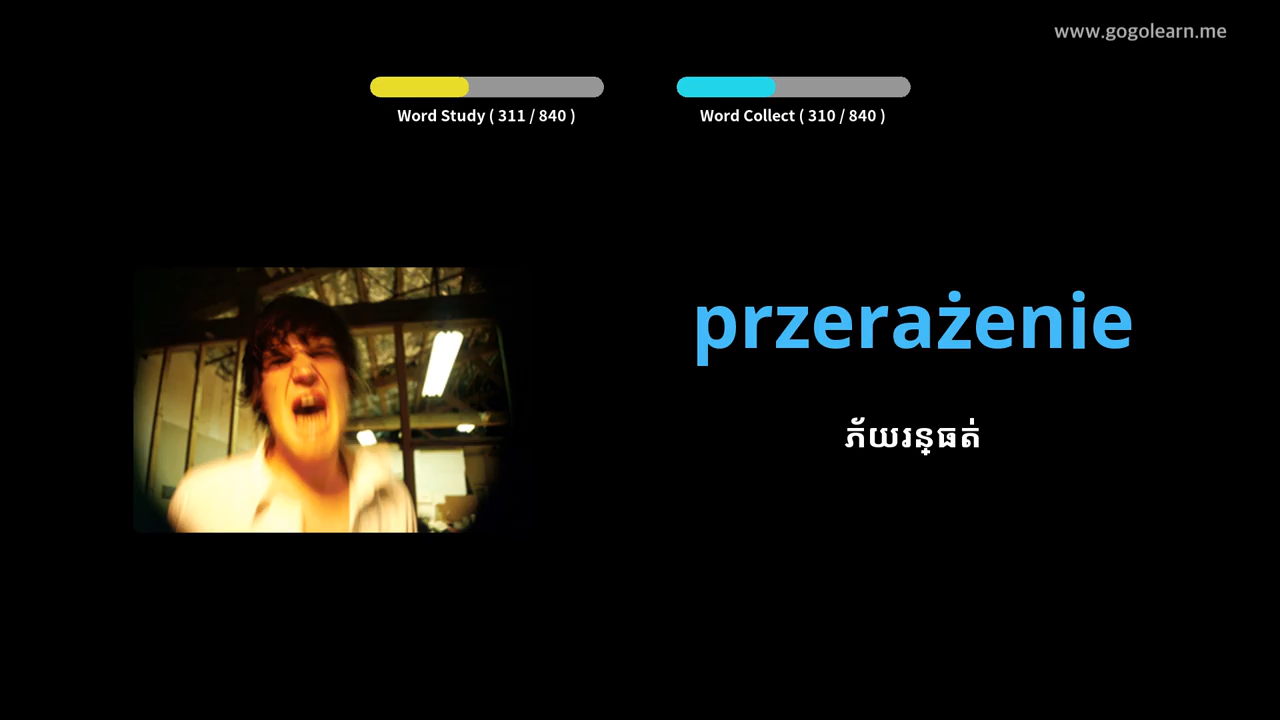 www.gogolearn.me
Word Study ( 311 / 840 )
Word Collect ( 310 / 840 )
przerażenie
ភ័យរន្ធត់